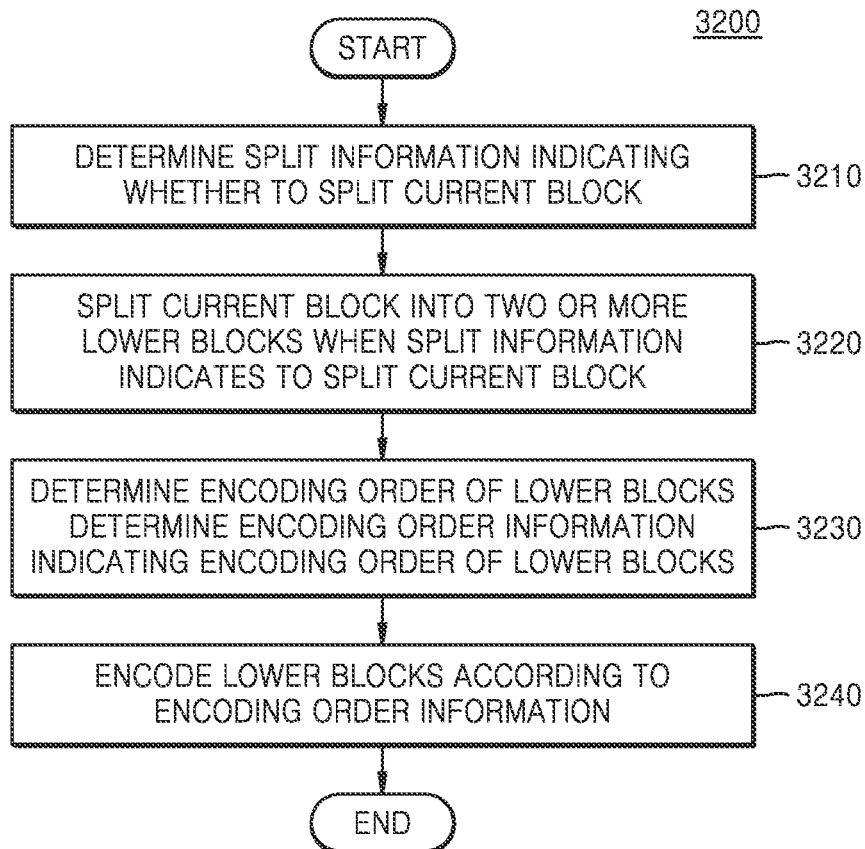 3200
START
DETERMINE SPLIT INFORMATION INDICATING
WHETHER TO SPLIT CURRENT BLOCK
3210
SPLIT CURRENT BLOCK INTO TWO OR MORE
LOWER BLOCKS WHEN SPLIT INFORMATION
INDICATES TO SPLIT CURRENT BLOCK
3220
DETERMINE ENCODING ORDER OF LOWER BLOCKS
DETERMINE ENCODING ORDER INFORMATION
INDICATING ENCODING ORDER OF LOWER BLOCKS
3230
ENCODE LOWER BLOCKS ACCORDING TO
ENCODING ORDER INFORMATION
3240
END